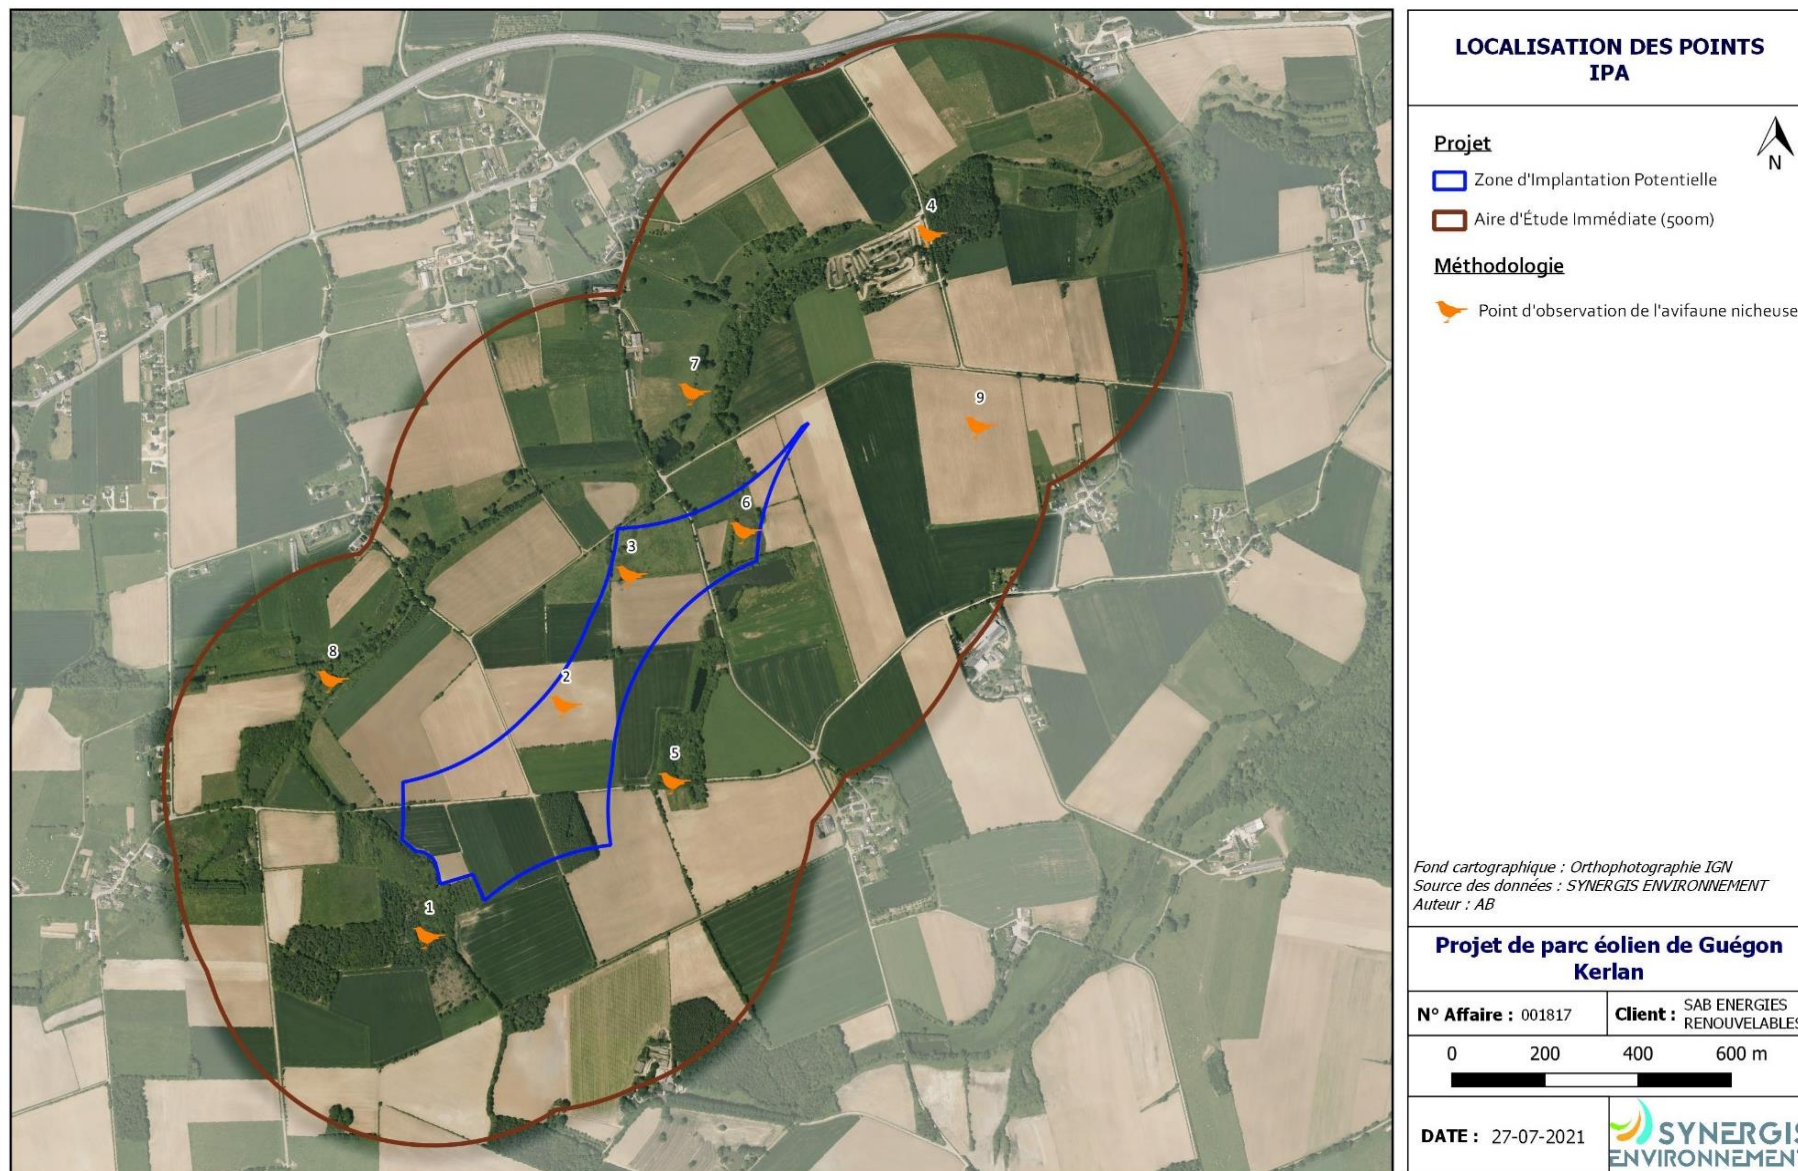 LOCALISATION DES POINTS
IPA
Projet
N
Zone d'Implantation Potentielle
Aire d'Étude Immédiate (500m)
Méthodologie
Point d'observation de l'avifaune nicheuse
4
7
9
6
3
8
2
5
1
Fond cartographique : Orthophotographie IGN
Source des données : SYNERGIS ENVIRONNEMENT
Auteur : AB
Projet de parc éolien de Guégon
Kerlan
N° Affaire : 001817
Client : SAB ENERGIES
RENOUVELABLES
0 200 400 600 m
DATE : 27-07-2021
SYNERGIS
ENVIRONNEMENT